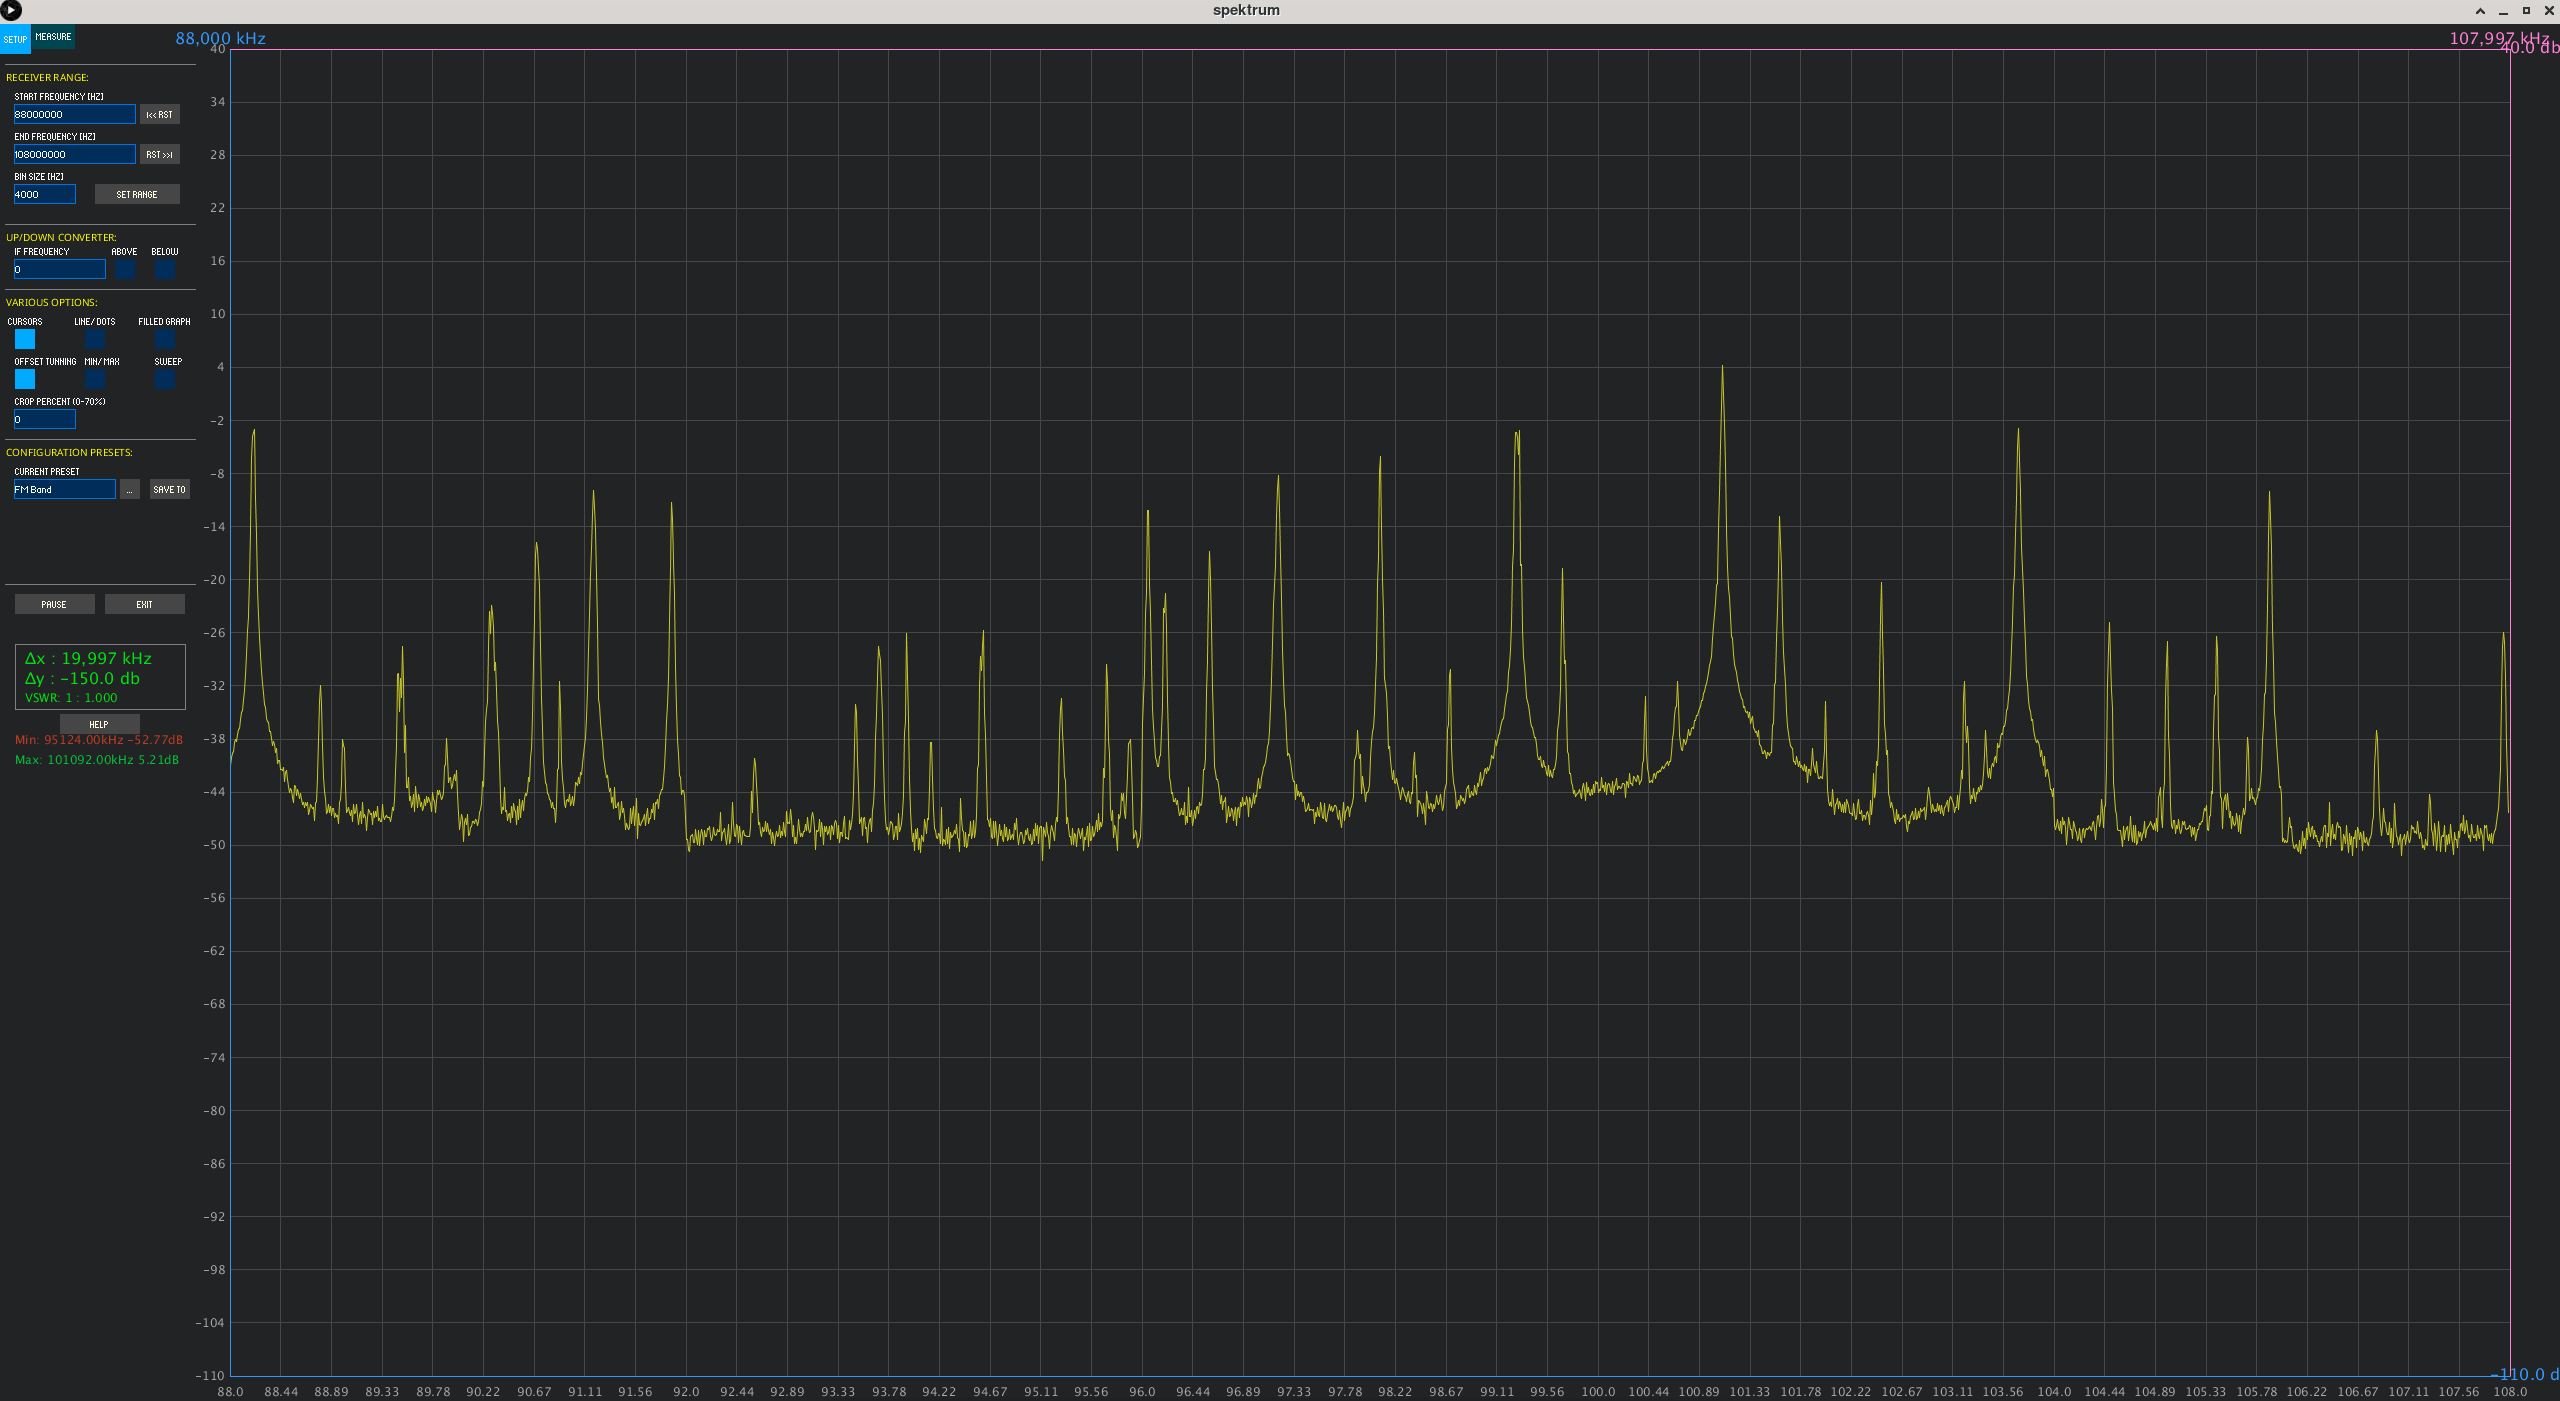 spektrum
SETUP MEASURE
88,000 kHz
107,997 kHz
40.0 db
RECEIVER RANGE:
START FREQUENCY [HZ]
88000000 |<< RST
END FREQUENCY [HZ]
108000000 RST >>|
BIN SIZE [HZ]
4000 SET RANGE
UP/DOWN CONVERTER:
IF FREQUENCY ABOVE BELOW
0
VARIOUS OPTIONS:
CURSORS LINE/DOTS FILLED GRAPH
OFFSET TUNNING MIN/MAX SWEEP
CROP PERCENT (0-70%)
0
CONFIGURATION PRESETS:
CURRENT PRESET
FM Band ... SAVE TO
PAUSE EXIT
Δx : 19,997 kHz
Δy : -150.0 db
VSWR: 1 : 1.000
HELP
Min: 95124.00kHz -52.77dB
Max: 101092.00kHz 5.21dB
40
34
28
22
16
10
4
-2
-8
-14
-20
-26
-32
-38
-44
-50
-56
-62
-68
-74
-80
-86
-92
-98
-104
-110
-110.0 d
88.0 88.44 88.89 89.33 89.78 90.22 90.67 91.11 91.56 92.0 92.44 92.89 93.33 93.78 94.22 94.67 95.11 95.56 96.0 96.44 96.89 97.33 97.78 98.22 98.67 99.11 99.56 100.0 100.44 100.89 101.33 101.78 102.22 102.67 103.11 103.56 104.0 104.44 104.89 105.33 105.78 106.22 106.67 107.11 107.56 108.0